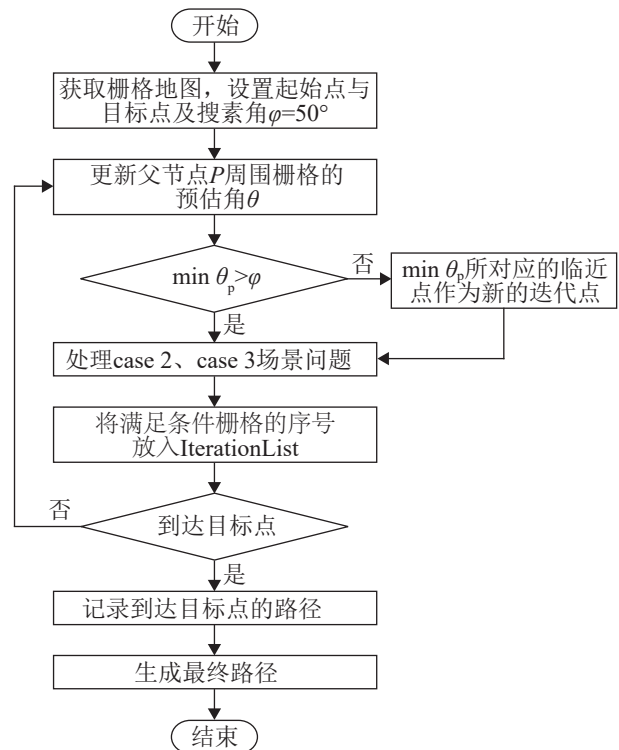 开始
获取栅格地图，设置起始点与
目标点及搜素角φ=50°
更新父节点P周围栅格的
预估角θ
min θp>φ
否
min θp所对应的临近
点作为新的迭代点
是
处理case 2、case 3场景问题
将满足条件栅格的序号
放入IterationList
否
到达目标点
是
记录到达目标点的路径
生成最终路径
结束